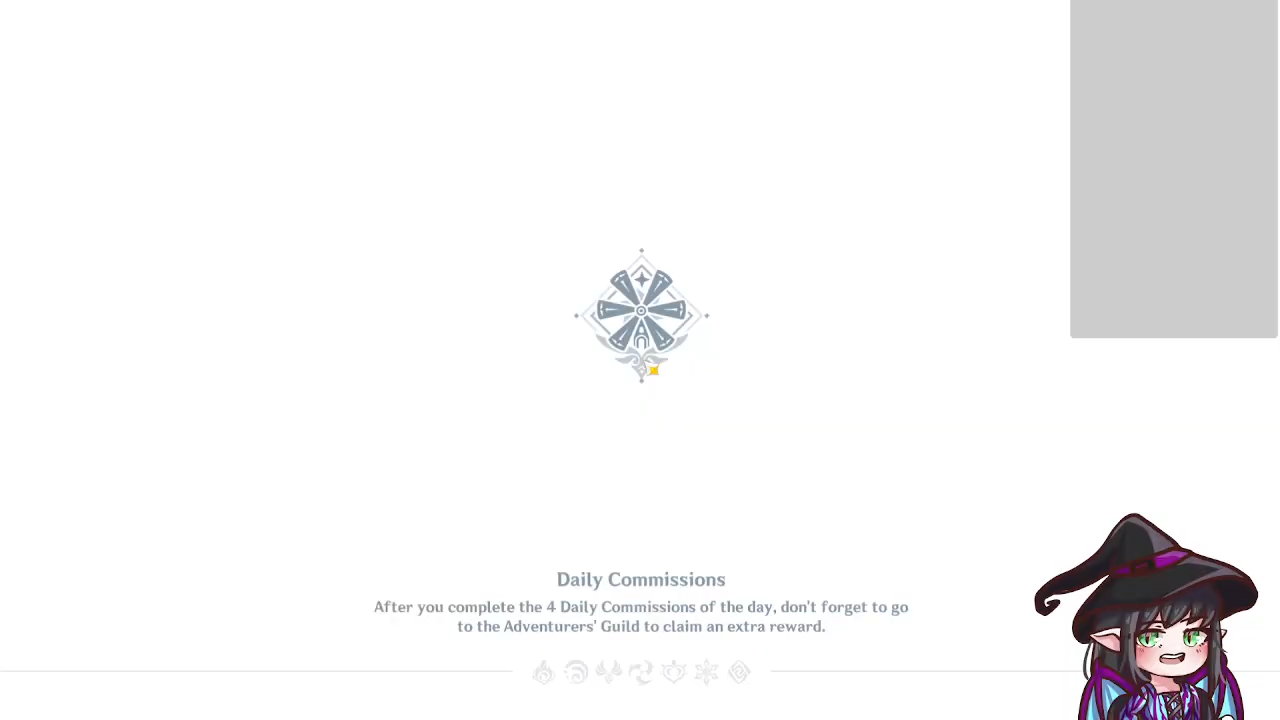 Daily Commissions
After you complete the 4 Daily Commissions of the day, don't forget to go
to the Adventurers' Guild to claim an extra reward.